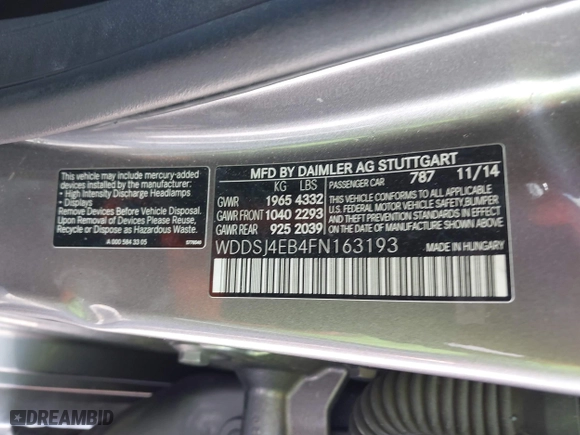 This vehicle may include mercury-added
devices installed by the manufacturer:
- High Intensity Discharge Headlamps
- Displays
Remove Devices Before Vehicle Disposal.
Upon Removal of Devices Please Reuse,
Recycle or Dispose as Hazardous Waste.
A 000 584 33 05
MFD BY DAIMLER AG STUTTGART
KG LBS PASSENGER CAR 787 11/14
GVWR 1965 4332
GAWR FRONT 1040 2293
GAWR REAR 925 2039
THIS VEHICLE CONFORMS TO ALL APPLICABLE
U.S. FEDERAL MOTOR VEHICLE SAFETY, BUMPER
AND THEFT PREVENTION STANDARDS IN EFFECT
ON THE DATE OF MANUFACTURE SHOWN ABOVE.
WDDSJ4EB4FN163193
MADE IN HUNGARY
DREAMBID